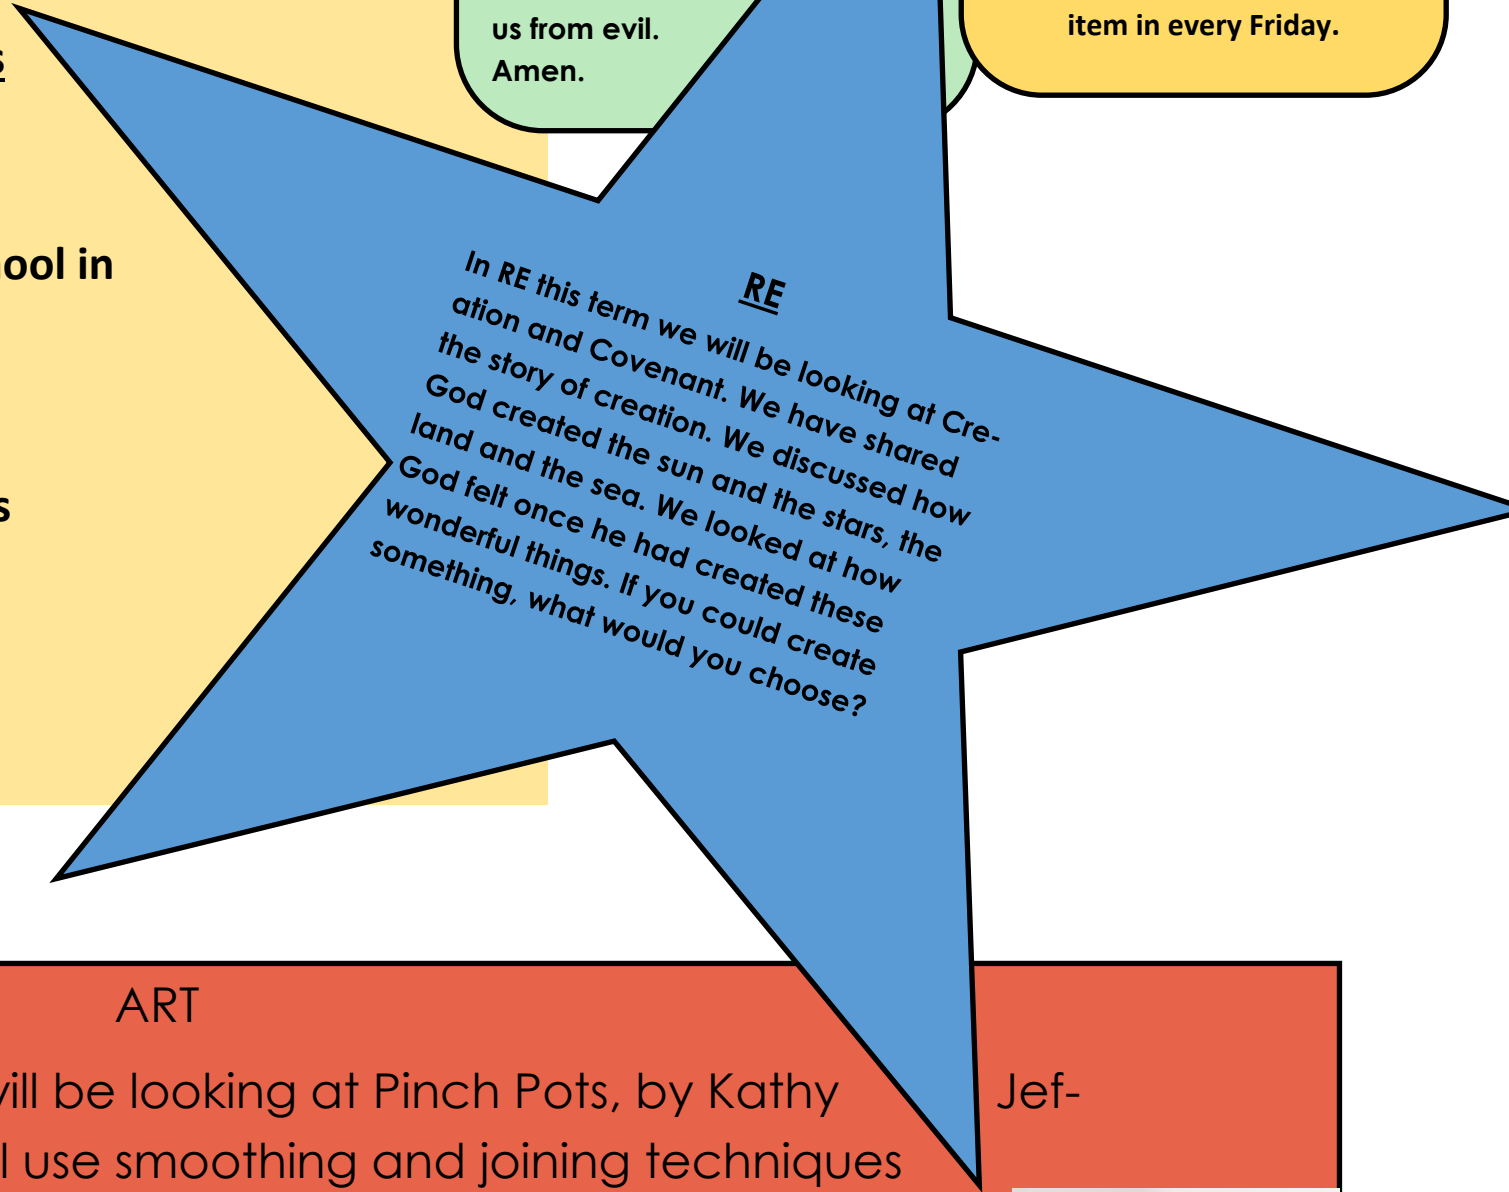 us from evil.
Amen.
item in every Friday.
s
ool in
s
RE
In RE this term we will be looking at Cre-
ation and Covenant. We have shared
the story of creation. We discussed how
God created the sun and the stars, the
land and the sea. We looked at how
God felt once he had created these
wonderful things. If you could create
something, what would you choose?
ART
will be looking at Pinch Pots, by Kathy Jef-
l use smoothing and joining techniques